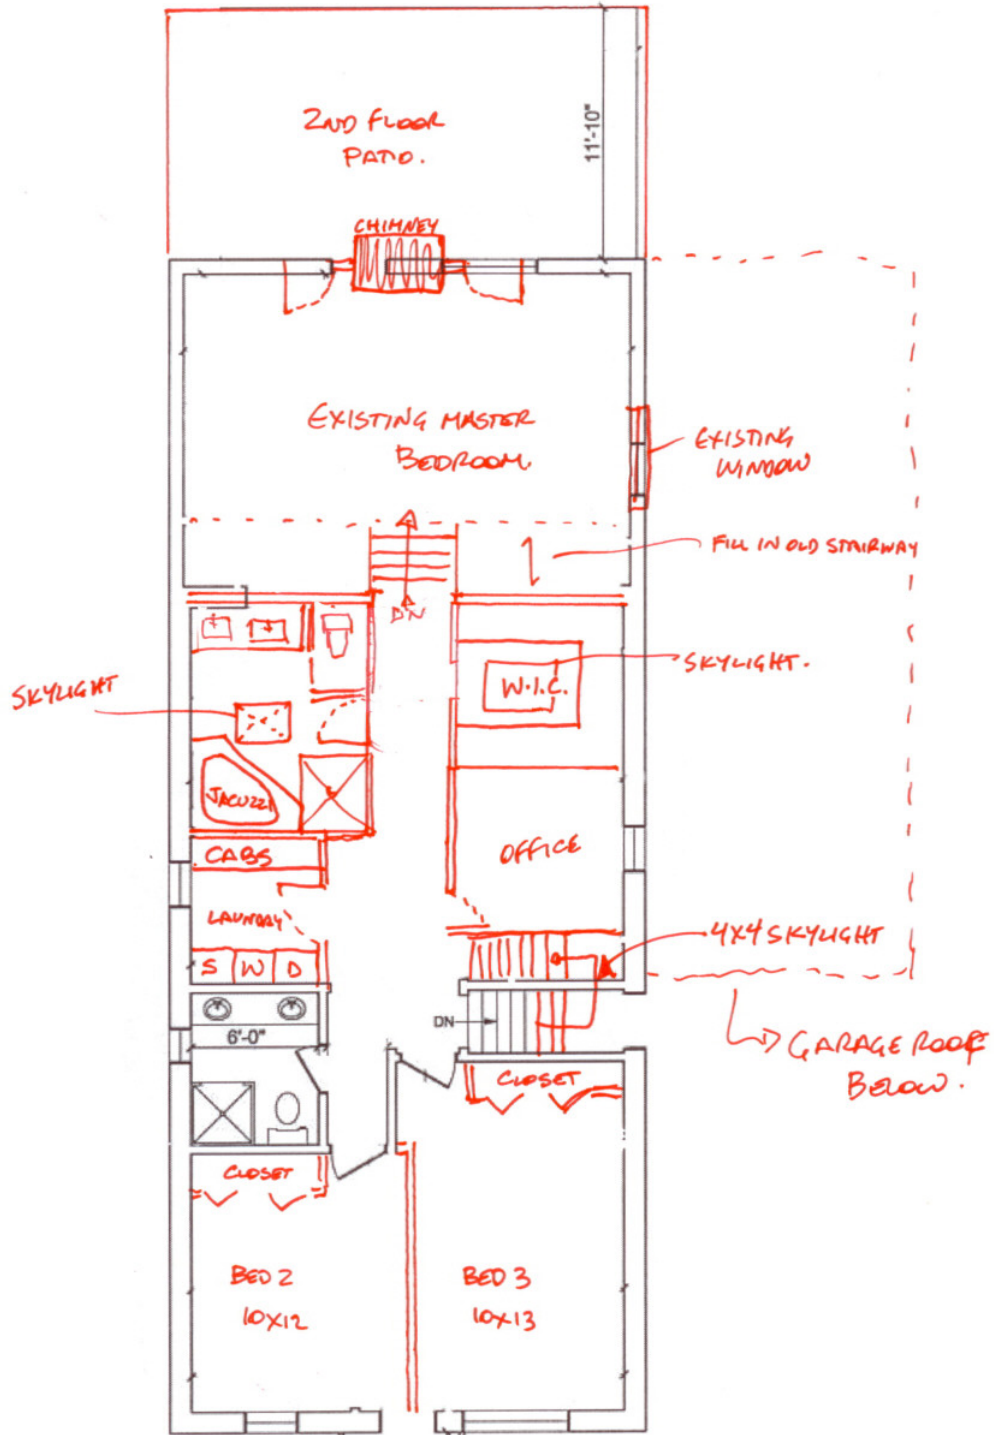 2ND FLOOR
PATIO.
11'-10"
CHIMNEY
EXISTING MASTER
BEDROOM.
EXISTING
WINDOW
FILL IN OLD STAIRWAY
DN
SKYLIGHT.
W.I.C.
SKYLIGHT
JACUZZI
CABS
OFFICE
LAUNDRY
4X4 SKYLIGHT
S W D
6'-0"
DN
GARAGE ROOF
BELOW.
CLOSET
CLOSET
BED 2
10X12
BED 3
10X13